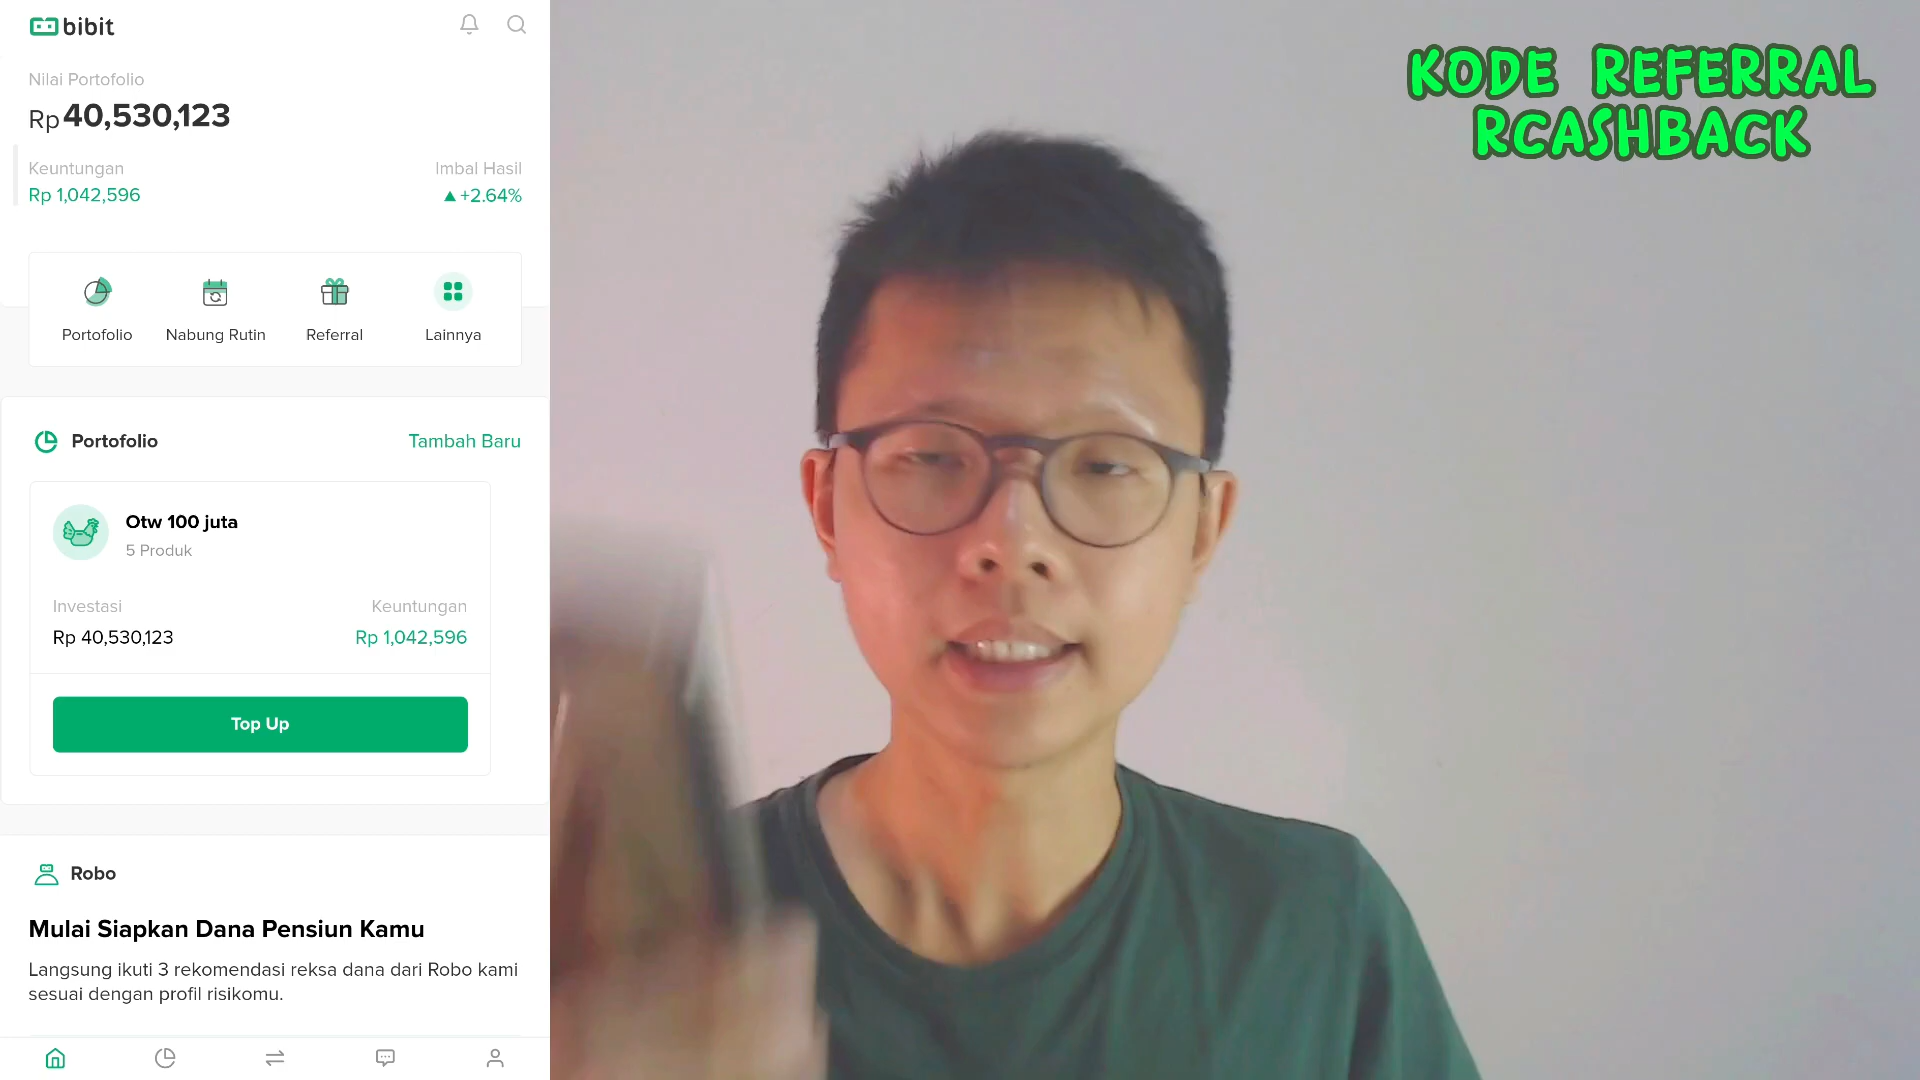 bibit
Nilai Portofolio
Rp 40,530,123
Keuntungan Imbal Hasil
Rp 1,042,596 ▲+2.64%
Portofolio Nabung Rutin Referral Lainnya
Portofolio Tambah Baru
Otw 100 juta
5 Produk
Investasi Keuntungan
Rp 40,530,123 Rp 1,042,596
Top Up
Robo
Mulai Siapkan Dana Pensiun Kamu
Langsung ikuti 3 rekomendasi reksa dana dari Robo kami
sesuai dengan profil risikomu.
KODE REFERRAL
RCASHBACK